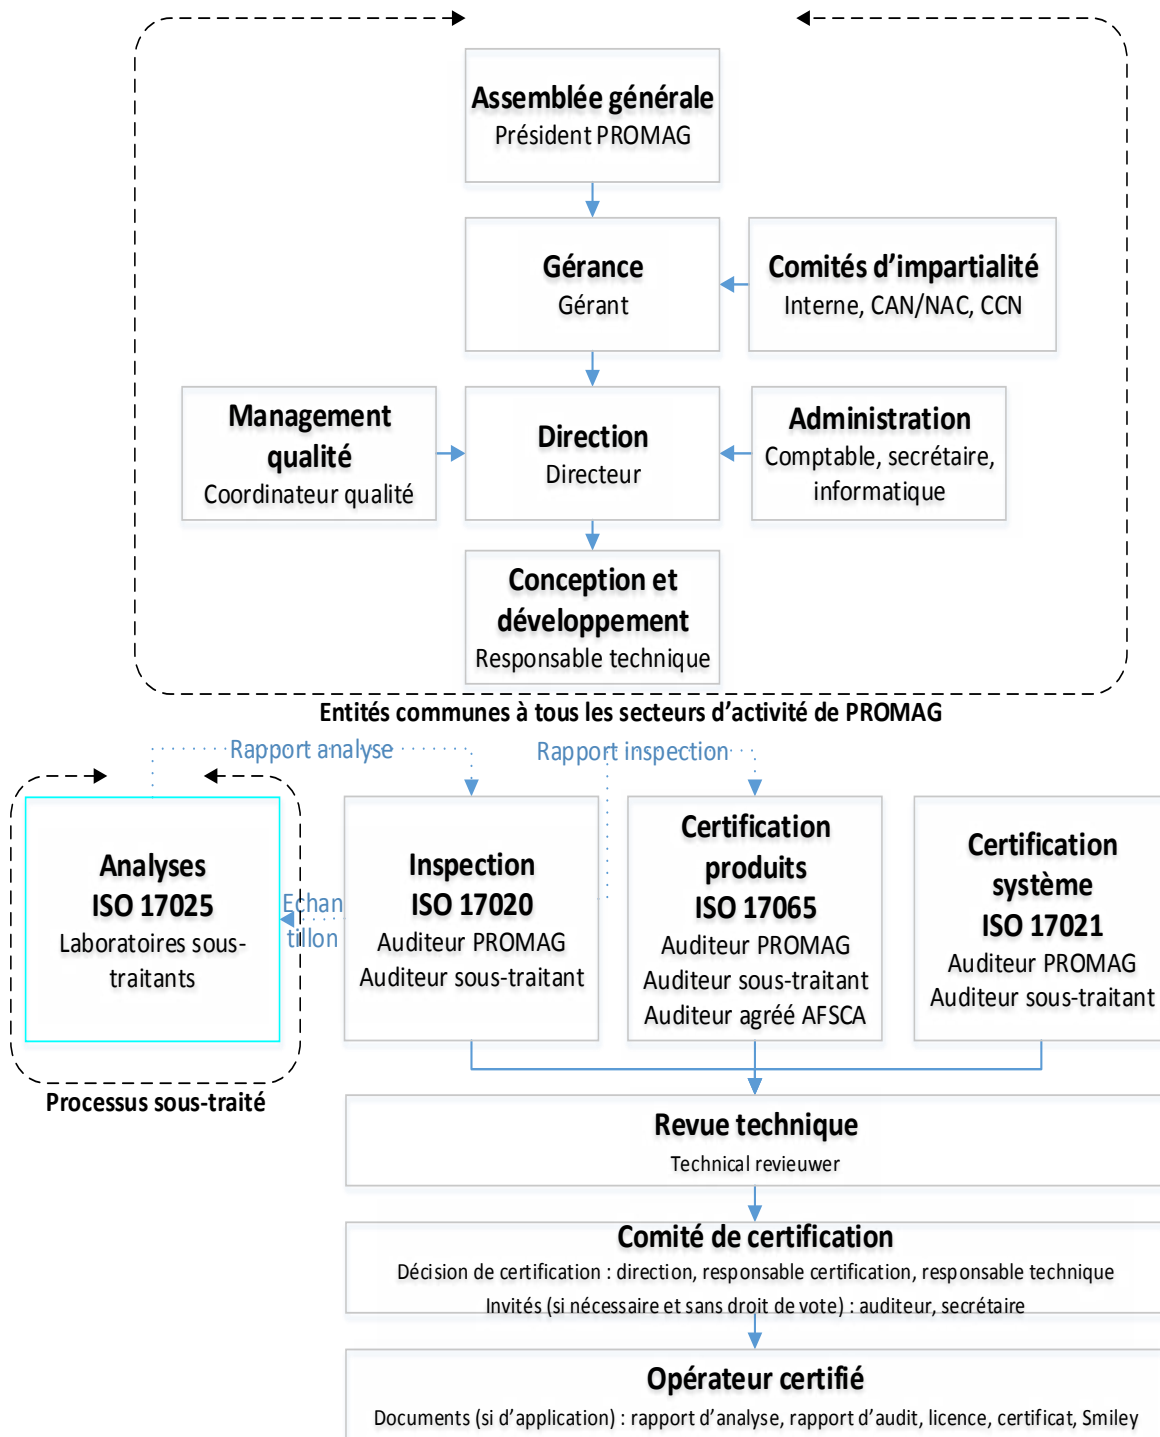 Assemblée générale
Président PROMAG
Gérance
Gérant
Comités d’impartialité
Interne, CAN/NAC, CCN
Management
qualité
Coordinateur qualité
Direction
Directeur
Administration
Comptable, secrétaire,
informatique
Conception et
développement
Responsable technique
Entités communes à tous les secteurs d’activité de PROMAG
Rapport analyse
Rapport inspection
Analyses
ISO 17025
Laboratoires sous-
traitants
Echan
tillon
Inspection
ISO 17020
Auditeur PROMAG
Auditeur sous-traitant
Certification
produits
ISO 17065
Auditeur PROMAG
Auditeur sous-traitant
Auditeur agréé AFSCA
Certification
système
ISO 17021
Auditeur PROMAG
Auditeur sous-traitant
Processus sous-traité
Revue technique
Technical revieuwer
Comité de certification
Décision de certification : direction, responsable certification, responsable technique
Invités (si nécessaire et sans droit de vote) : auditeur, secrétaire
Opérateur certifié
Documents (si d’application) : rapport d’analyse, rapport d’audit, licence, certificat, Smiley